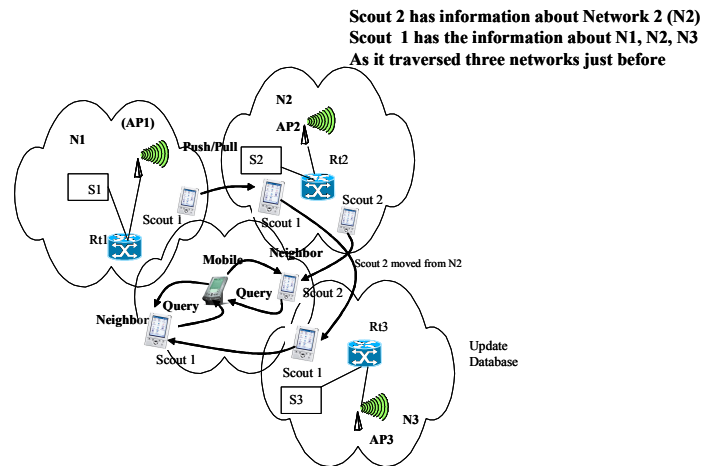 Scout 2 has information about Network 2 (N2)
Scout 1 has the information about N1, N2, N3
As it traversed three networks just before
N2
(AP1)
N1
AP2
Push/Pull
S2
Rt2
S1
Scout 1
Scout 2
Scout 1
Rt1
Neighbor
Mobile
Scout 2 moved from N2
Query
Scout 2
Query
Neighbor
Rt3
Update
Database
Scout 1
Scout 1
S3
N3
AP3